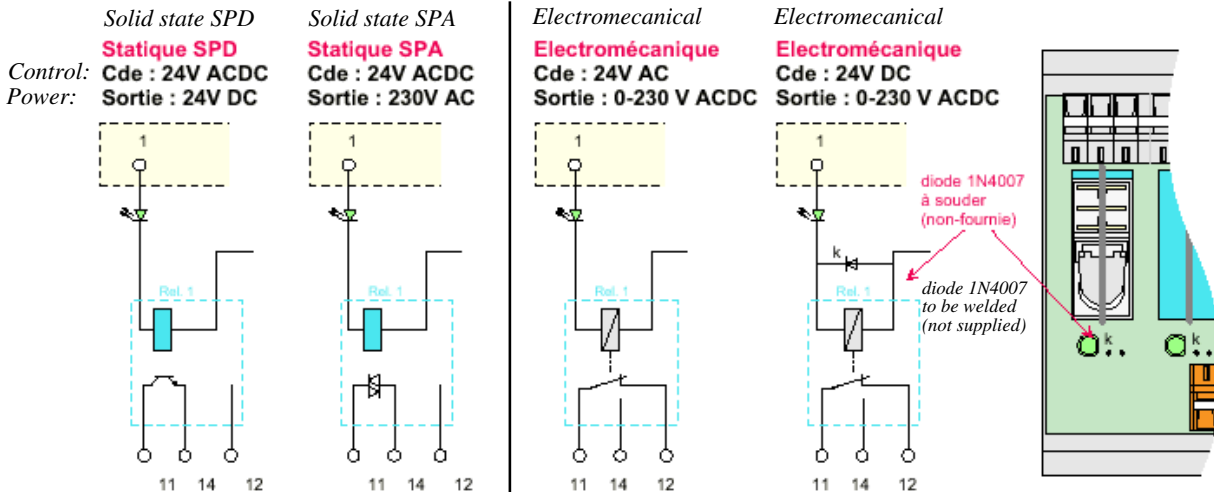 Solid state SPD
Solid state SPA
Electromecanical
Electromecanical
Statique SPD
Statique SPA
Electromécanique
Electromécanique
Control: Cde : 24V ACDC
Cde : 24V ACDC
Cde : 24V AC
Cde : 24V DC
Power: Sortie : 24V DC
Sortie : 230V AC
Sortie : 0-230 V ACDC
Sortie : 0-230 V ACDC
1
1
1
1
diode 1N4007
à souder
(non-fournie)
k
Rel. 1
Rel. 1
Rel. 1
Rel. 1
diode 1N4007
to be welded
(not supplied)
k
k
11 14 12
11 14 12
11 14 12
11 14 12